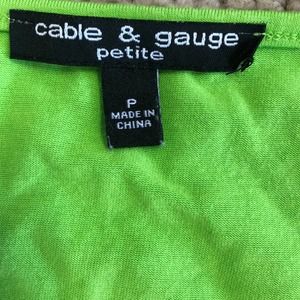 cable & gauge
petite
P
MADE IN
CHINA